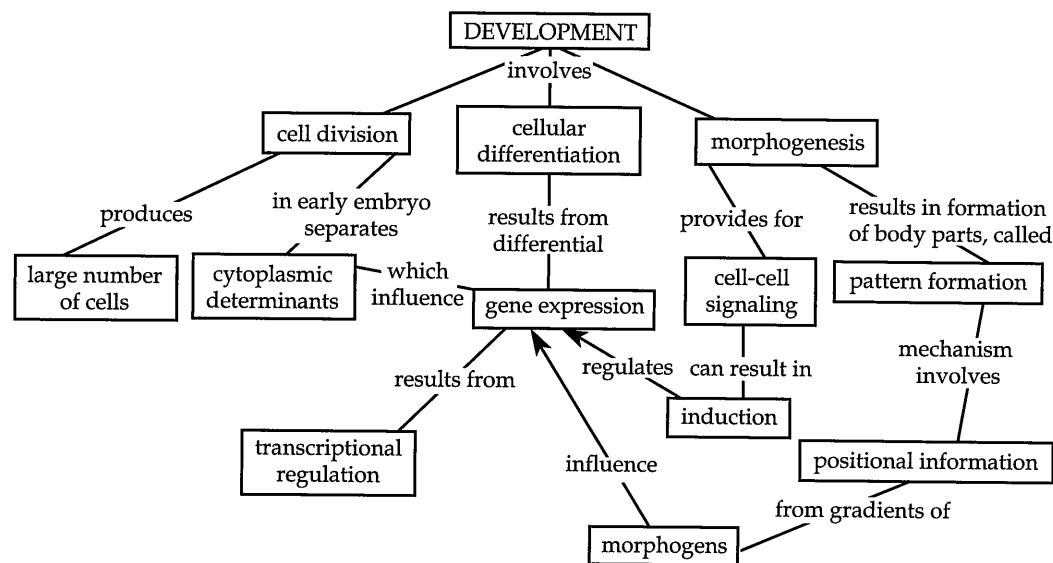 DEVELOPMENT
involves
cell division
cellular
differentiation
morphogenesis
produces
in early embryo
separates
results from
differential
provides for
results in formation
of body parts, called
large number
of cells
cytoplasmic
determinants
which
influence
gene expression
cell-cell
signaling
pattern formation
results from
regulates
can result in
mechanism
involves
transcriptional
regulation
induction
influence
positional information
from gradients of
morphogens